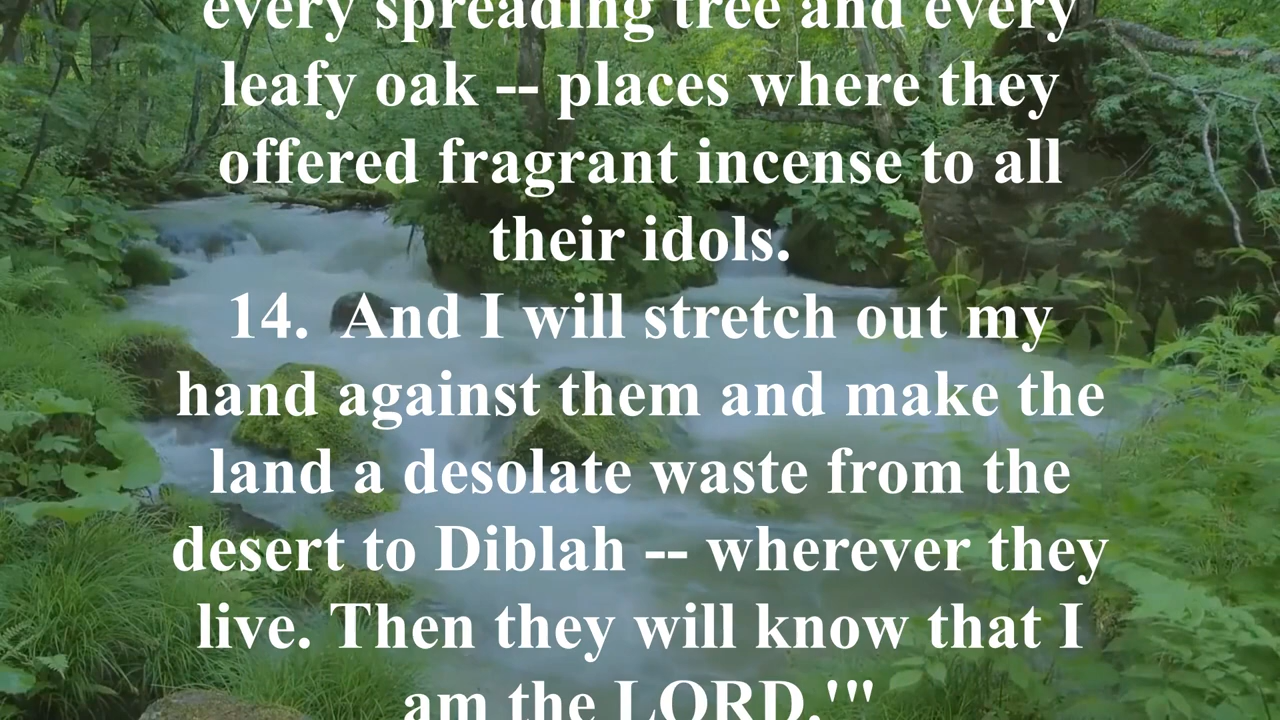 every spreading tree and every
leafy oak -- places where they
offered fragrant incense to all
their idols.
14.  And I will stretch out my
hand against them and make the
land a desolate waste from the
desert to Diblah -- wherever they
live. Then they will know that I
am the LORD.'"